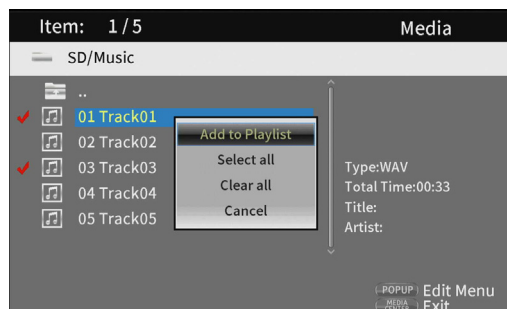 Item: 1/5 Media
SD/Music
..
01 Track01
02 Track02
03 Track03
04 Track04
05 Track05
Add to Playlist
Select all
Clear all
Cancel
Type:WAV
Total Time:00:33
Title:
Artist:
POPUP Edit Menu
MEDIA CENTER Exit